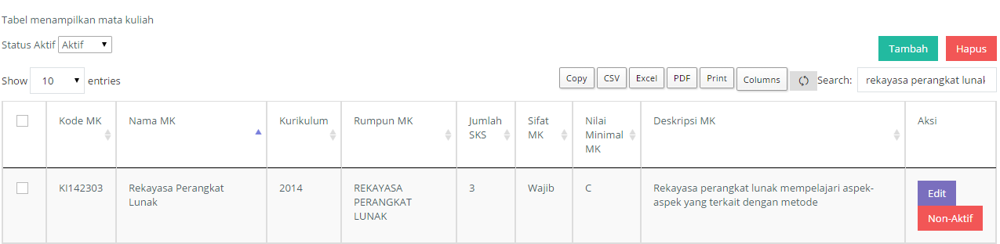 Tabel menampilkan mata kuliah
Status Aktif Aktif
Tambah Hapus
Show 10 entries
Copy CSV Excel PDF Print Columns Search: rekayasa perangkat lunak
Kode MK Nama MK Kurikulum Rumpun MK Jumlah SKS Sifat MK Nilai Minimal MK Deskripsi MK Aksi
KI142303 Rekayasa Perangkat Lunak 2014 REKAYASA PERANGKAT LUNAK 3 Wajib C Rekayasa perangkat lunak mempelajari aspek-aspek yang terkait dengan metode Edit
Non-Aktif